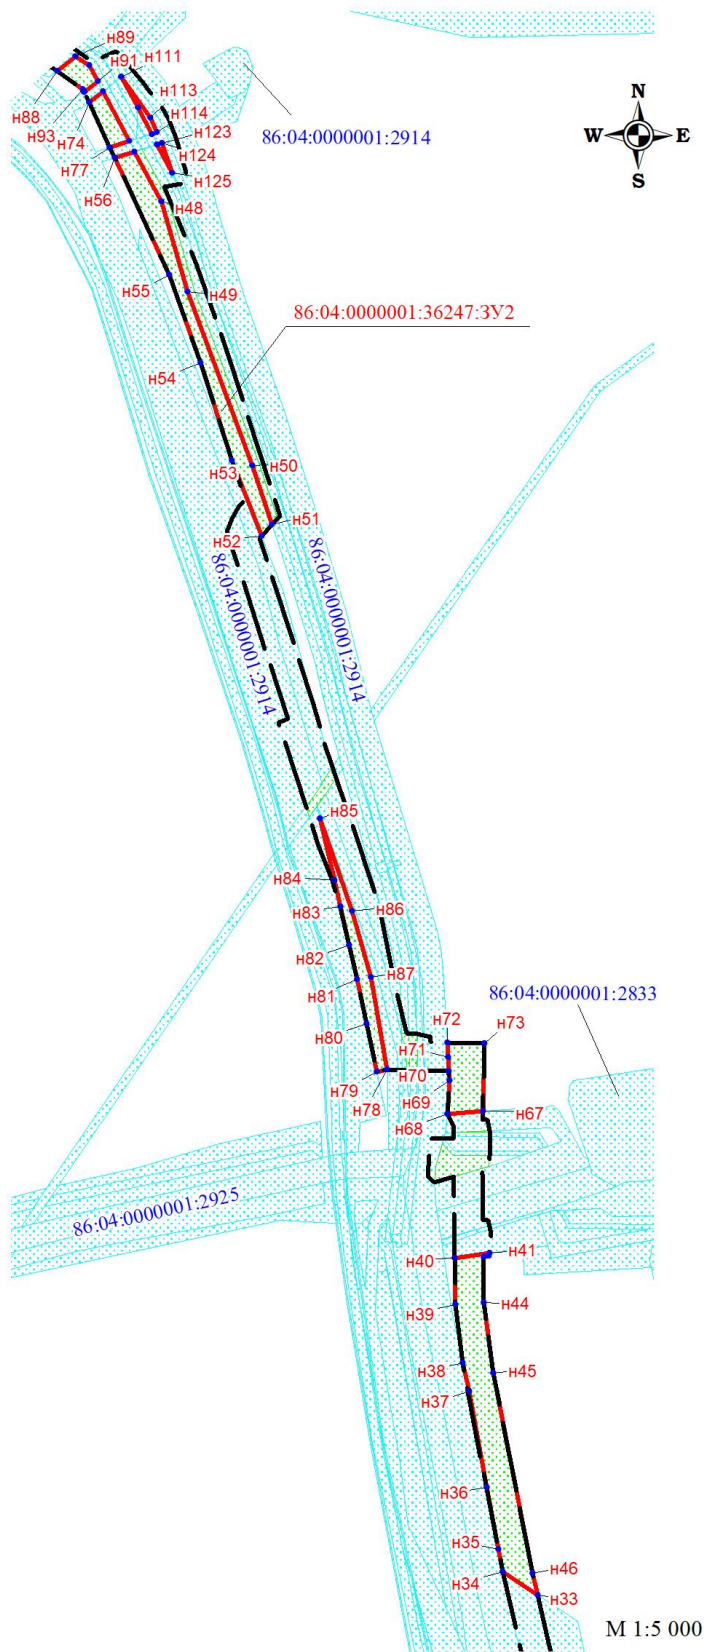 н89
н91
н111
н88
н113
н93
н114
н74
н123
н77
н124
н56
н125
н48
86:04:0000001:2914
N
W
E
S
н55
н49
86:04:0000001:36247:ЗУ2
н54
н53
н50
н52
н51
86:04:0000001:2914
86:04:0000001:2914
н85
н84
н83
н86
н82
н81
н87
н80
н79
н78
86:04:0000001:2833
н72
н73
н71
н70
н69
н68
н67
86:04:0000001:2925
н40
н41
н39
н44
н38
н45
н37
н36
н35
н34
н46
н33
М 1:5 000